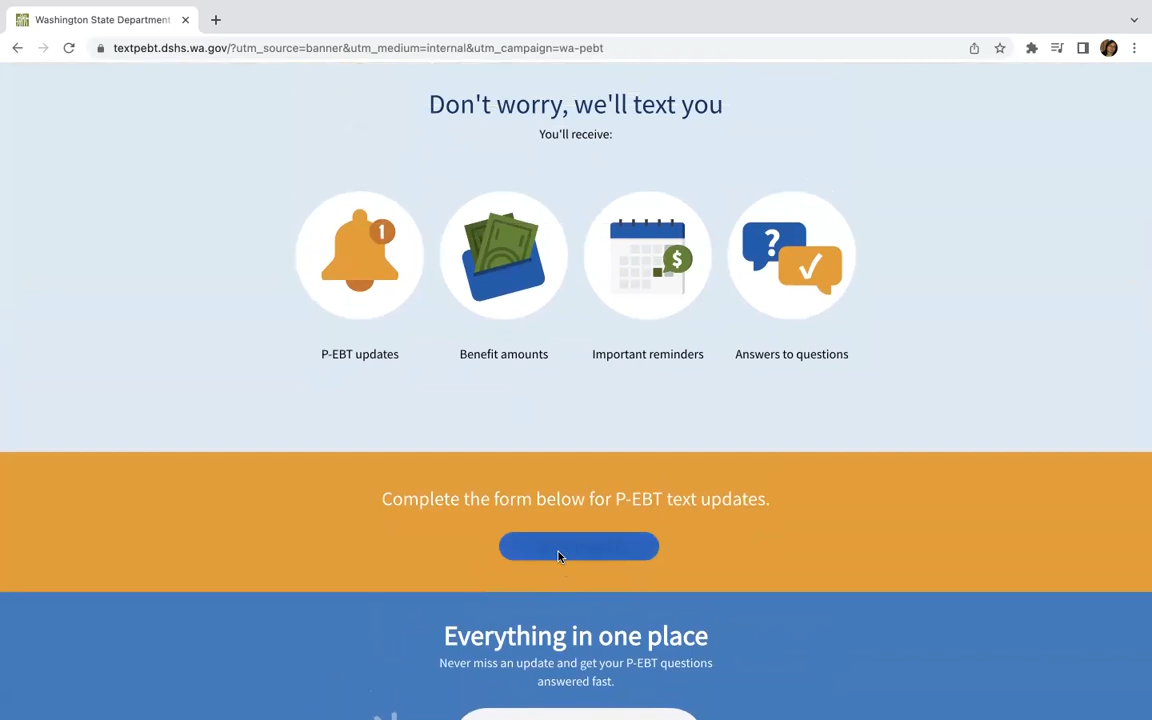 Washington State Department
textpebt.dshs.wa.gov/?utm_source=banner&utm_medium=internal&utm_campaign=wa-pebt
Don't worry, we'll text you
You'll receive:
1
?
$
P-EBT updates
Benefit amounts
Important reminders
Answers to questions
Complete the form below for P-EBT text updates.
Everything in one place
Never miss an update and get your P-EBT questions
answered fast.